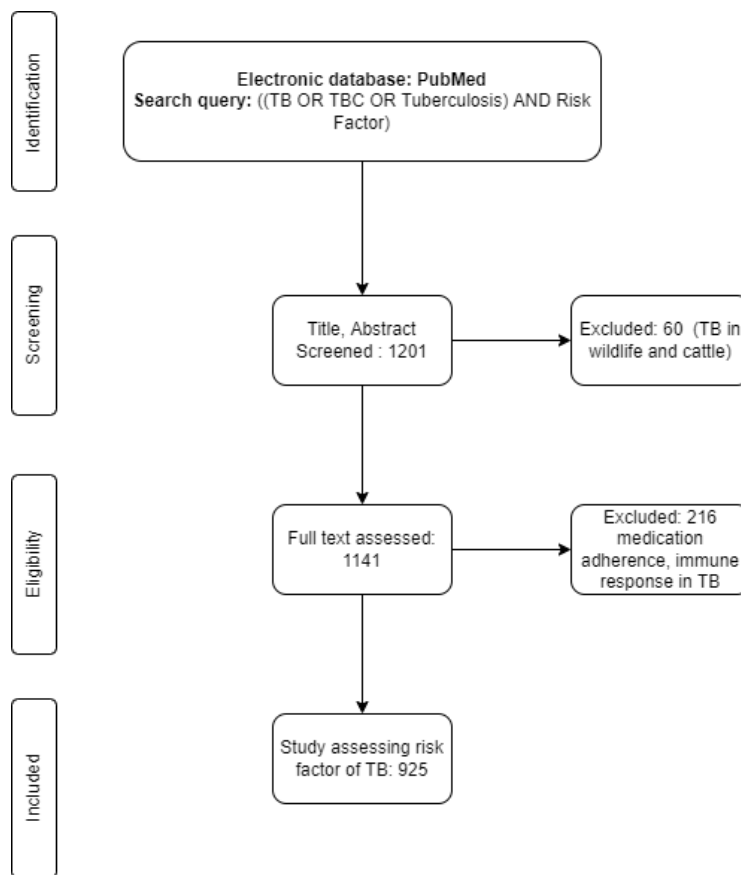 Identification
Electronic database: PubMed
Search query: ((TB OR TBC OR Tuberculosis) AND Risk
Factor)
Screening
Title, Abstract
Screened : 1201
Excluded: 60 (TB in
wildlife and cattle)
Eligibility
Full text assessed:
1141
Excluded: 216
medication
adherence, immune
response in TB
Included
Study assessing risk
factor of TB: 925